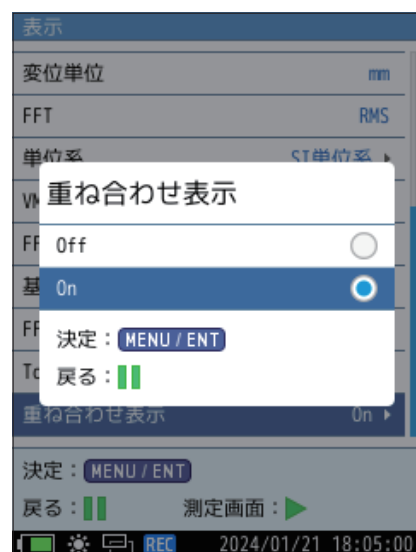 表示
変位単位 mm
FFT RMS
単位系 SI単位系
重ね合わせ表示
Off
On
決定：MENU / ENT
戻る：
重ね合わせ表示 On
決定：MENU / ENT
戻る： 測定画面：
REC 2024/01/21 18:05:00